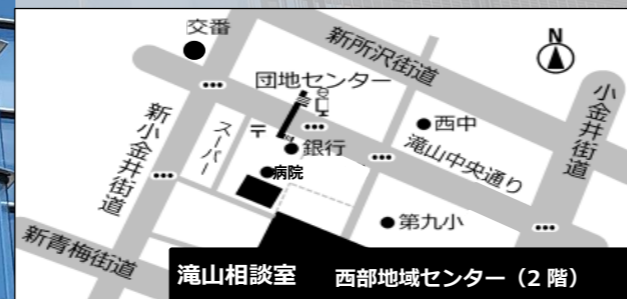 交番
新所沢街道
N
団地センター
小金井街道
新小金井街道
スーパー
〒
銀行
西中
滝山中央通り
病院
第九小
新青梅街道
滝山相談室 西部地域センター（2 階）